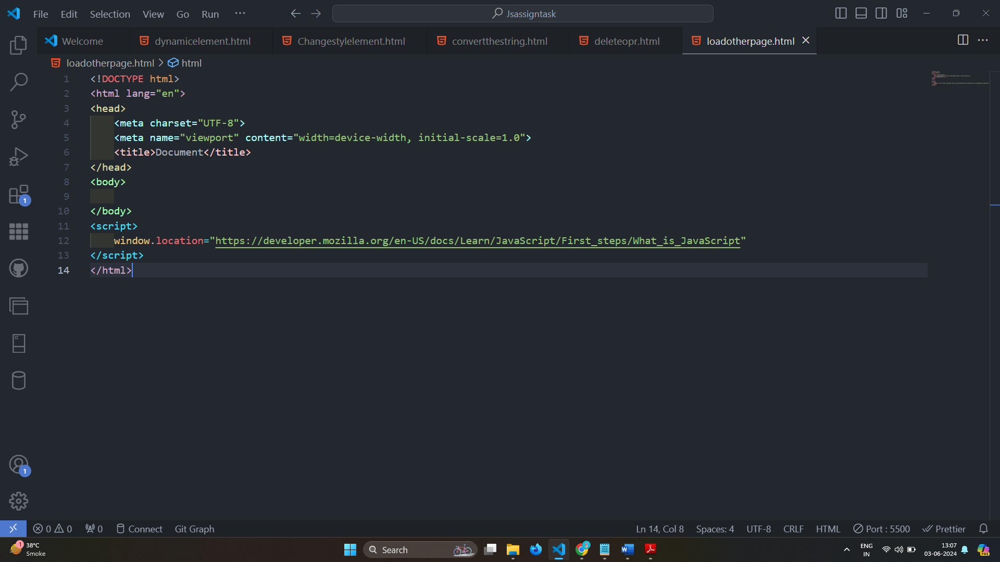 File Edit Selection View Go Run ··· Jsassigntask
Welcome dynamicelement.html Changestylelement.html convertthestring.html deleteopr.html loadotherpage.html
loadotherpage.html > html
1 <!DOCTYPE html>
2 <html lang="en">
3 <head>
4 <meta charset="UTF-8">
5 <meta name="viewport" content="width=device-width, initial-scale=1.0">
6 <title>Document</title>
7 </head>
8 <body>
9
10 </body>
11 <script>
12 window.location="https://developer.mozilla.org/en-US/docs/Learn/JavaScript/First_steps/What_is_JavaScript"
13 </script>
14 </html>
1
1
0 0 0 Connect Git Graph Ln 14, Col 8 Spaces: 4 UTF-8 CRLF HTML Port : 5500 Prettier
1 38°C Search ENG 13:07
Smoke IN 03-06-2024 PRE